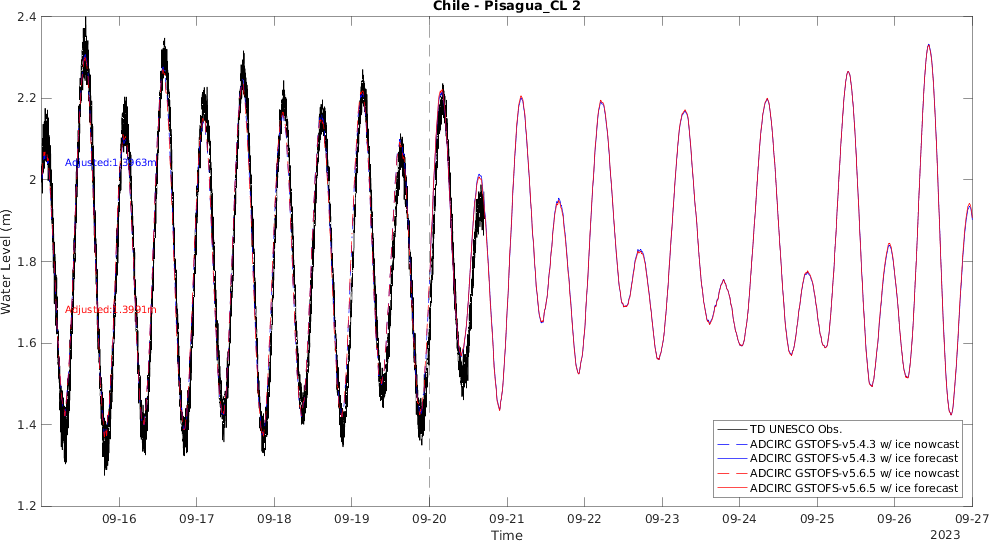 Chile - Pisagua_CL 2
2.4
2.2
2
1.8
1.6
1.4
1.2
Water Level (m)
Adjusted:1.3963m
Adjusted:1.3991m
TD UNESCO Obs.
ADCIRC GSTOFS-v5.4.3 w/ ice nowcast
ADCIRC GSTOFS-v5.4.3 w/ ice forecast
ADCIRC GSTOFS-v5.6.5 w/ ice nowcast
ADCIRC GSTOFS-v5.6.5 w/ ice forecast
09-16 09-17 09-18 09-19 09-20 09-21 09-22 09-23 09-24 09-25 09-26 09-27
Time
2023